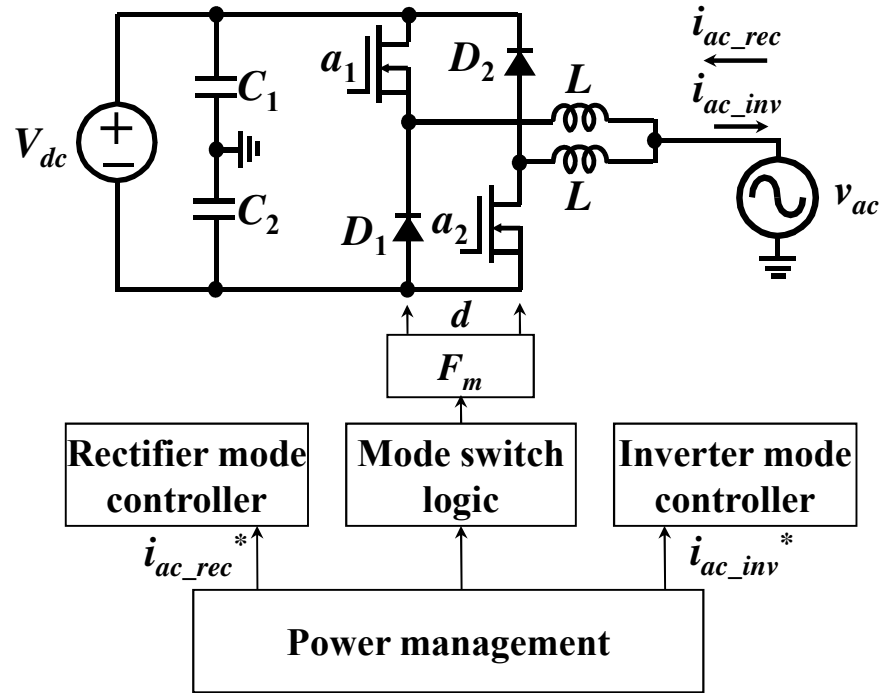 i_ac_rec
a_1
D_2
C_1
L
i_ac_inv
V_dc
+
−
C_2
D_1
a_2
L
v_ac
d
F_m
Rectifier mode
controller
Mode switch
logic
Inverter mode
controller
i_ac_rec*
i_ac_inv*
Power management